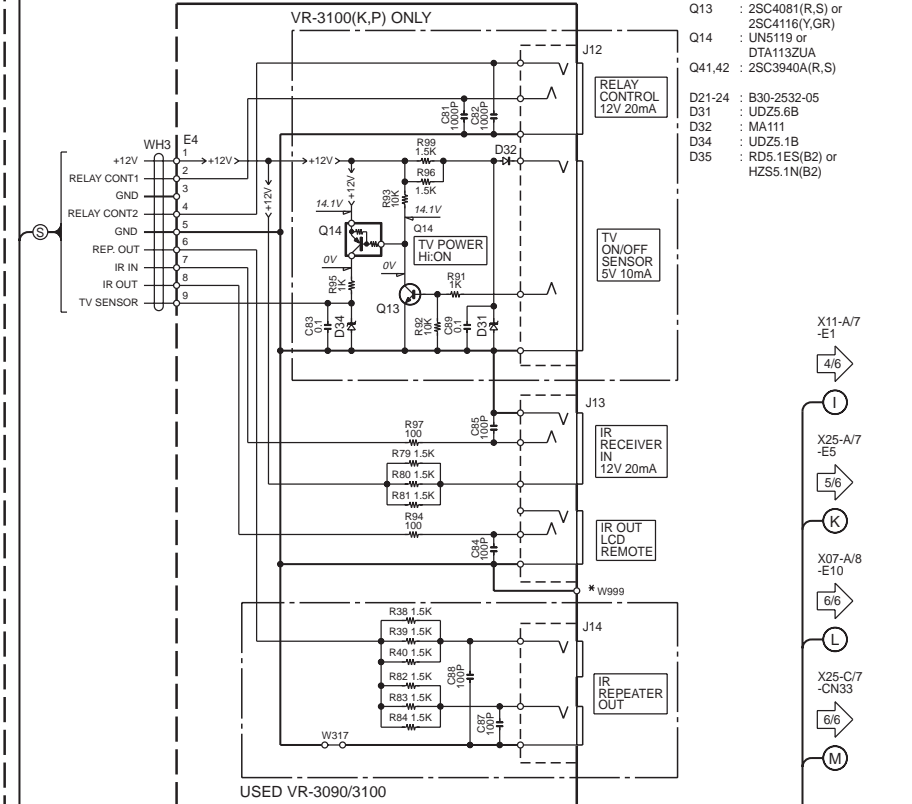 VR-3100(K,P) ONLY
Q13 : 2SC4081(R,S) or
2SC4116(Y,GR)
Q14 : UN5119 or
DTA113ZUA
Q41,42 : 2SC3940A(R,S)
D21-24 : B30-2532-05
D31 : UDZ5.6B
D32 : MA111
D34 : UDZ5.1B
D35 : RD5.1ES(B2) or
HZS5.1N(B2)
J12
RELAY
CONTROL
12V 20mA
C81
1000P
C82
1000P
WH3
E4
S
+12V 1
RELAY CONT1 2
GND 3
RELAY CONT2 4
GND 5
REP. OUT 6
IR IN 7
IR OUT 8
TV SENSOR 9
+12V
+12V
+12V
+12V
R99
1.5K
R96
1.5K
D32
R93
10K
14.1V
14.1V
Q14
Q14
TV POWER
Hi:ON
0V
0V
R95
1K
R91
1K
Q13
C83
0.1
D34
R92
10K
C89
0.1
D31
TV
ON/OFF
SENSOR
5V 10mA
J13
R97
100
C85
100P
R79 1.5K
R80 1.5K
R81 1.5K
IR
RECEIVER
IN
12V 20mA
R94
100
C84
100P
IR OUT
LCD
REMOTE
* W999
J14
R38 1.5K
R39 1.5K
R40 1.5K
R82 1.5K
R83 1.5K
R84 1.5K
C88
100P
C87
100P
W317
IR
REPEATER
OUT
USED VR-3090/3100
X11-A/7
-E1
4/6
I
X25-A/7
-E5
5/6
K
X07-A/8
-E10
6/6
L
X25-C/7
-CN33
6/6
M